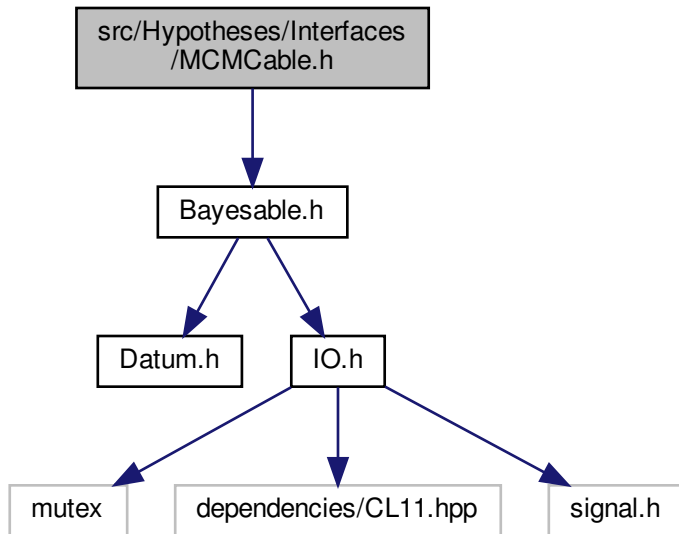 src/Hypotheses/Interfaces
/MCMCable.h
Bayesable.h
Datum.h
IO.h
mutex
dependencies/CL11.hpp
signal.h